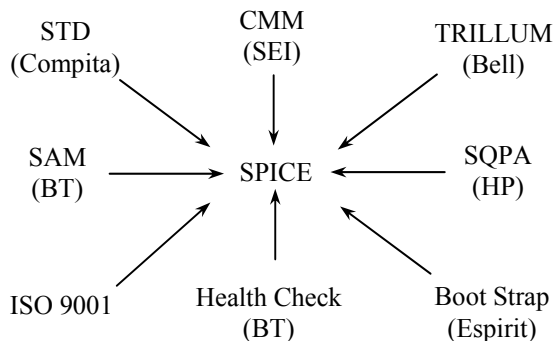 STD
(Compita)
CMM
(SEI)
TRILLUM
(Bell)
SAM
(BT)
SPICE
SQPA
(HP)
ISO 9001
Health Check
(BT)
Boot Strap
(Espirit)